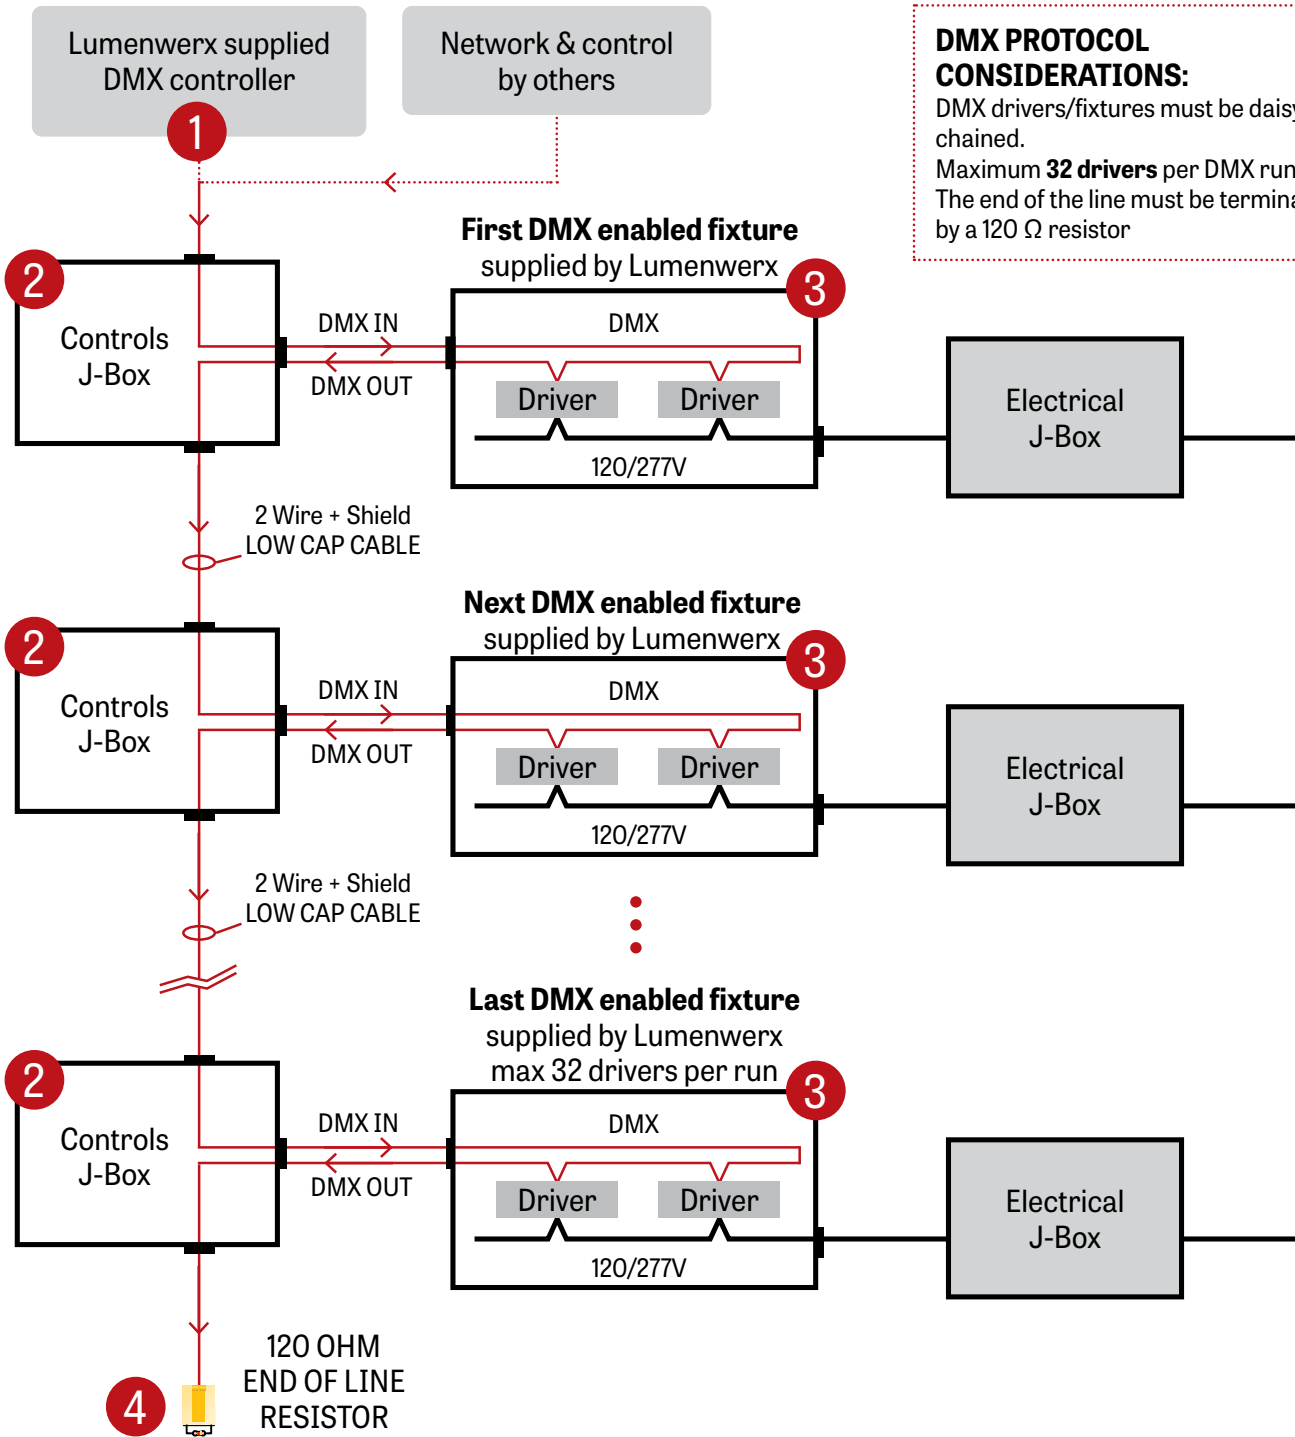 Lumenwerx supplied
DMX controller
1
Network & control
by others
DMX PROTOCOL
CONSIDERATIONS:
DMX drivers/fixtures must be daisy
chained.
Maximum 32 drivers per DMX run
The end of the line must be termina
by a 120 Ω resistor
First DMX enabled fixture
supplied by Lumenwerx
2
Controls
J-Box
DMX IN
DMX OUT
3
DMX
Driver
Driver
120/277V
Electrical
J-Box
2 Wire + Shield
LOW CAP CABLE
Next DMX enabled fixture
supplied by Lumenwerx
2
Controls
J-Box
DMX IN
DMX OUT
3
DMX
Driver
Driver
120/277V
Electrical
J-Box
2 Wire + Shield
LOW CAP CABLE
Last DMX enabled fixture
supplied by Lumenwerx
max 32 drivers per run
2
Controls
J-Box
DMX IN
DMX OUT
3
DMX
Driver
Driver
120/277V
Electrical
J-Box
4
120 OHM
END OF LINE
RESISTOR